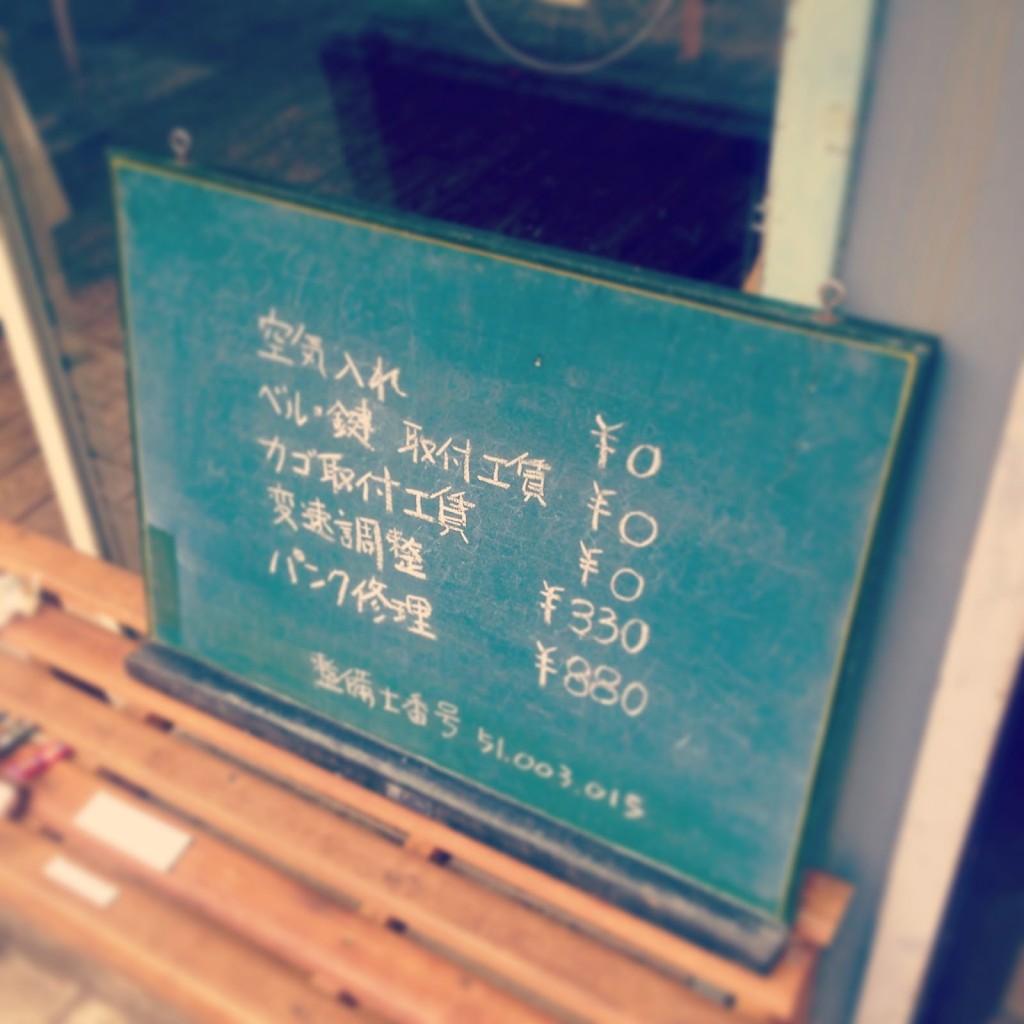 空気入れ ¥0
ベル・鍵 取付工賃 ¥0
カゴ取付工賃 ¥0
変速調整 ¥330
パンク修理 ¥880
整備士番号 51.003.015